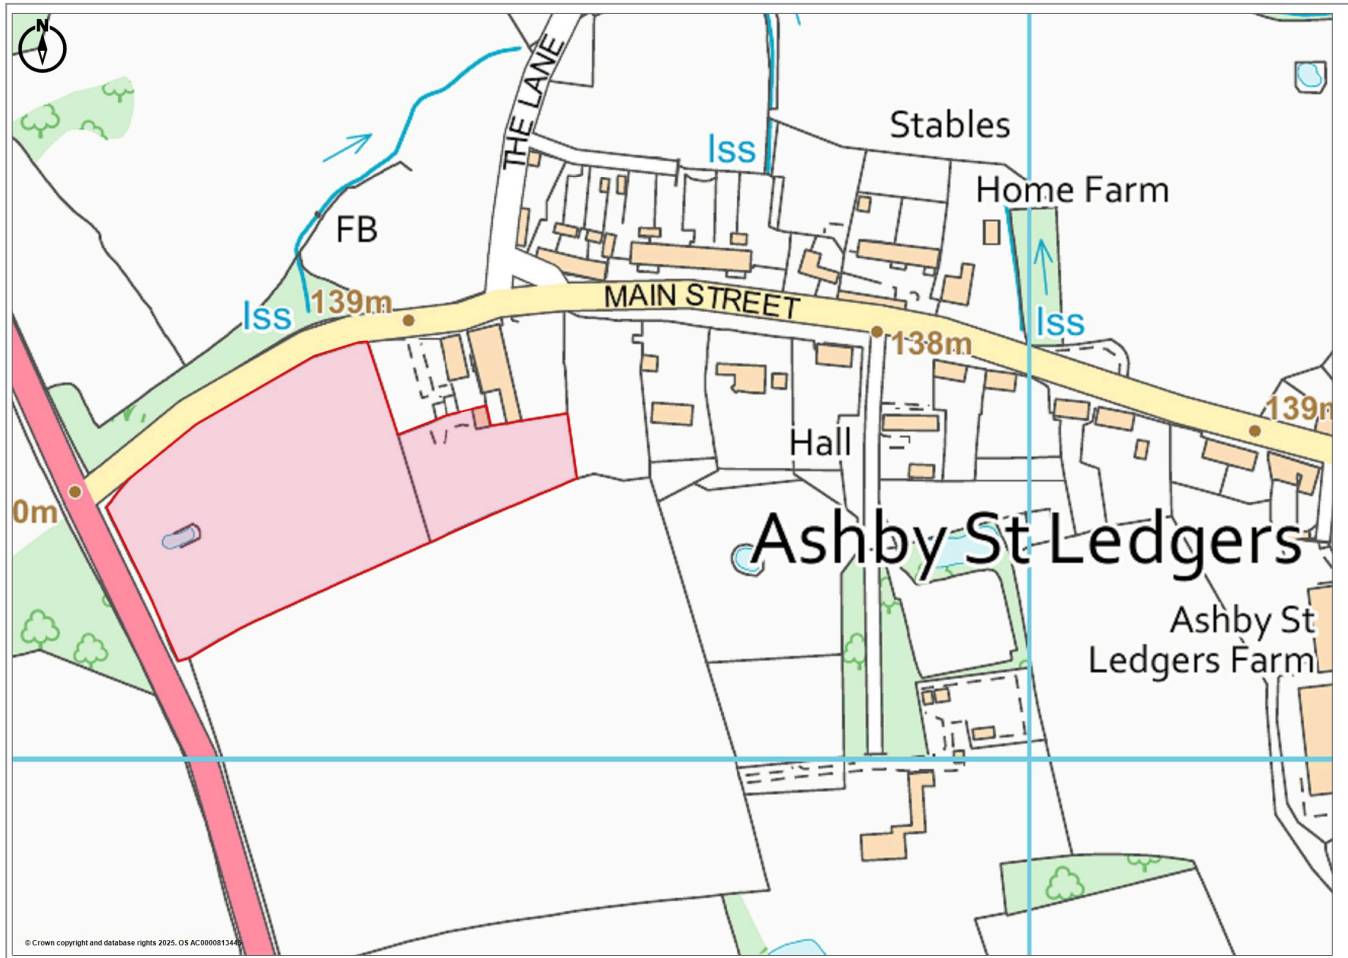 N
THE LANE
Iss
Stables
Home Farm
FB
Iss
139m
MAIN STREET
Iss
138m
139m
Hall
0m
Ashby St Ledgers
Ashby St
Ledgers Farm
© Crown copyright and database rights 2025. OS AC0000813445